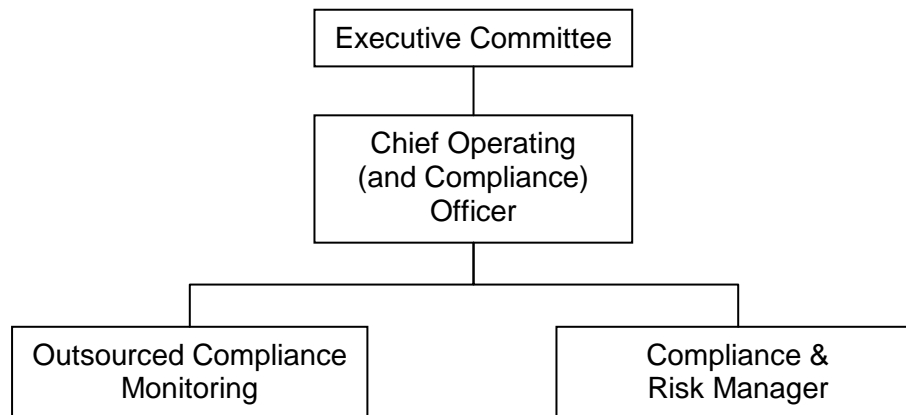 Executive Committee
Chief Operating
(and Compliance)
Officer
Outsourced Compliance
Monitoring
Compliance &
Risk Manager